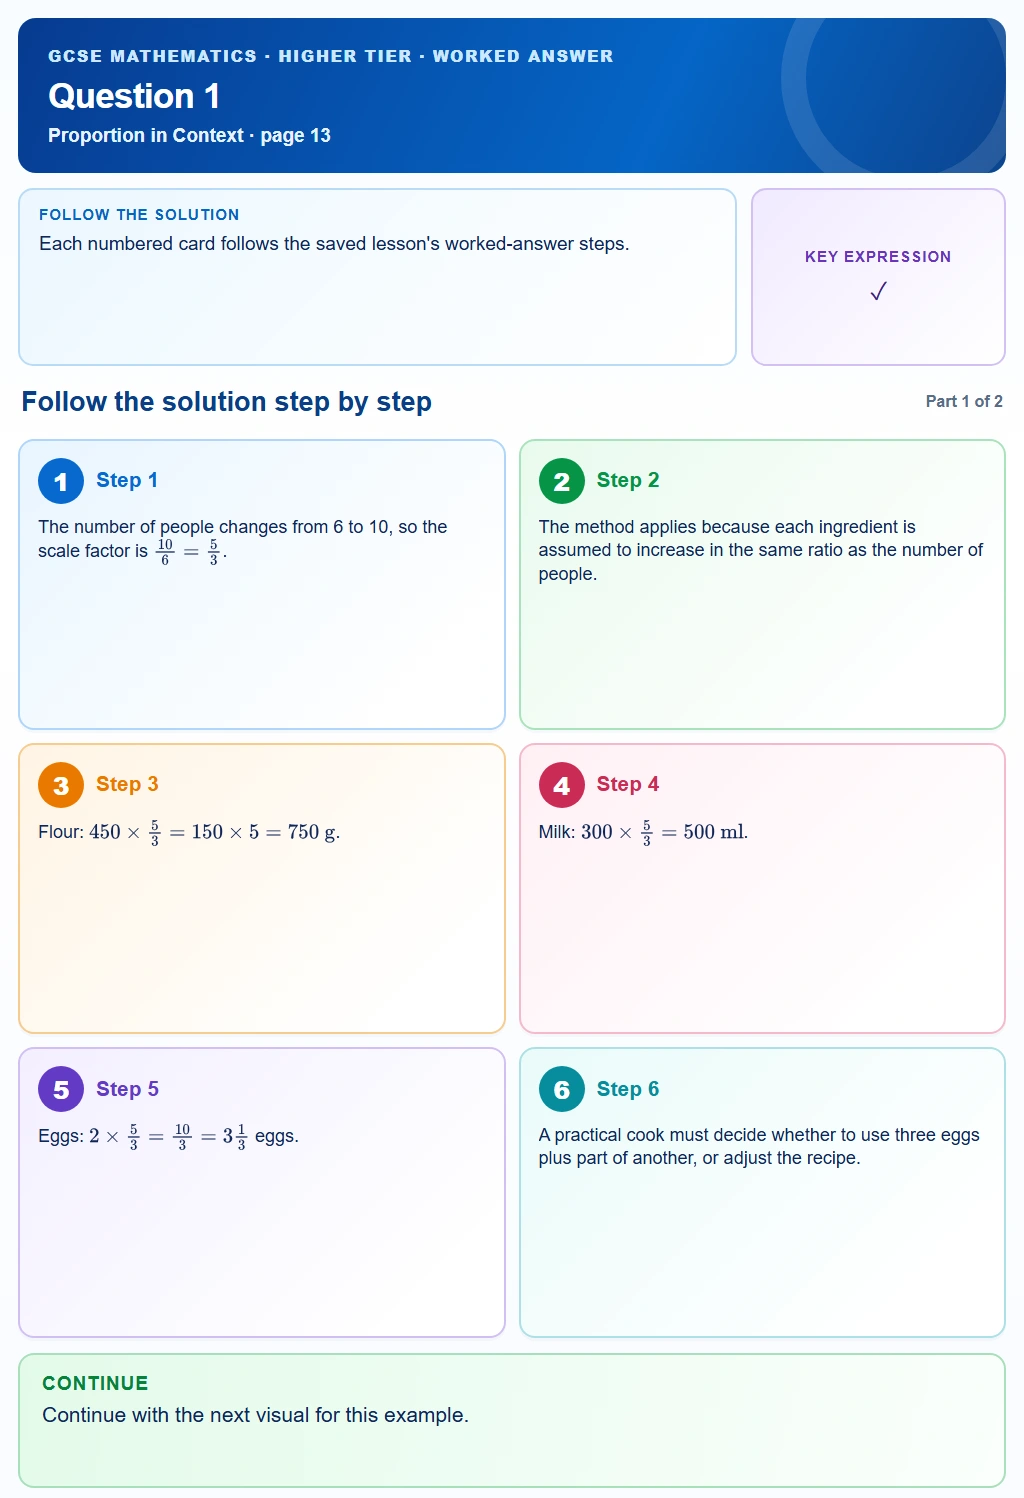 GCSE MATHEMATICS · HIGHER TIER · WORKED ANSWER
Question 1
Proportion in Context · page 13
FOLLOW THE SOLUTION
Each numbered card follows the saved lesson's worked-answer steps.
KEY EXPRESSION
✓
Follow the solution step by step
Part 1 of 2
1 Step 1
The number of people changes from 6 to 10, so the
scale factor is 10/6 = 5/3.
2 Step 2
The method applies because each ingredient is
assumed to increase in the same ratio as the number of
people.
3 Step 3
Flour: 450 × 5/3 = 150 × 5 = 750 g.
4 Step 4
Milk: 300 × 5/3 = 500 ml.
5 Step 5
Eggs: 2 × 5/3 = 10/3 = 3 1/3 eggs.
6 Step 6
A practical cook must decide whether to use three eggs
plus part of another, or adjust the recipe.
CONTINUE
Continue with the next visual for this example.